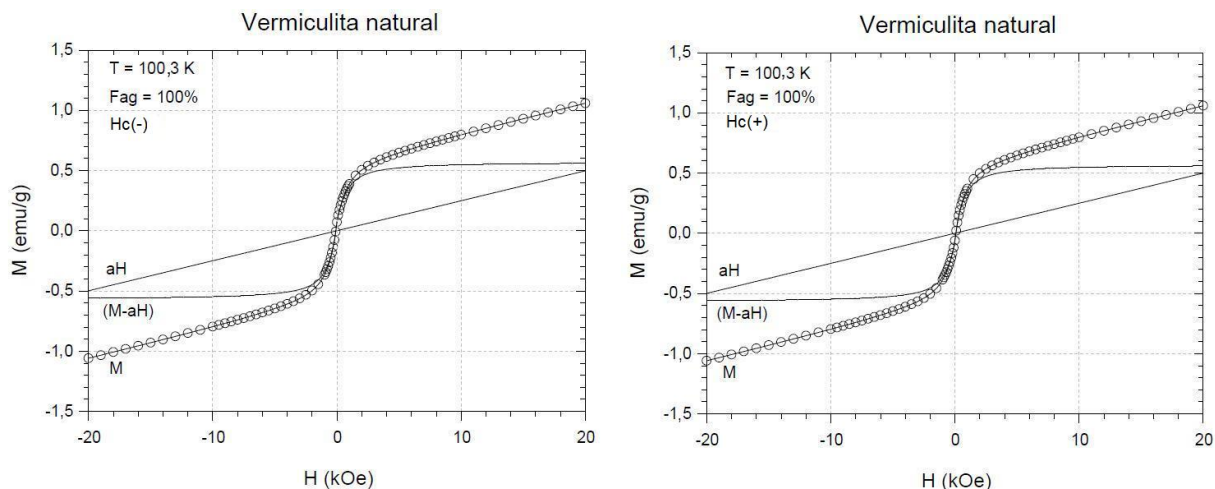 Vermiculita natural
1,5
1,0
0,5
0,0
-0,5
-1,0
-1,5
M (emu/g)
T = 100,3 K
Fag = 100%
Hc(-)
aH
(M-aH)
M
-20
-10
0
10
20
H (kOe)
Vermiculita natural
1,5
1,0
0,5
0,0
-0,5
-1,0
-1,5
M (emu/g)
T = 100,3 K
Fag = 100%
Hc(+)
aH
(M-aH)
M
-20
-10
0
10
20
H (kOe)